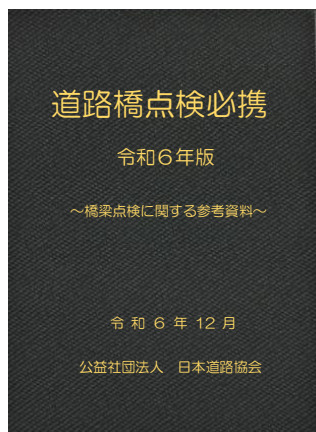 道路橋点検必携
令和6年版
～橋梁点検に関する参考資料～
令 和 6 年 12 月
公益社団法人　日本道路協会